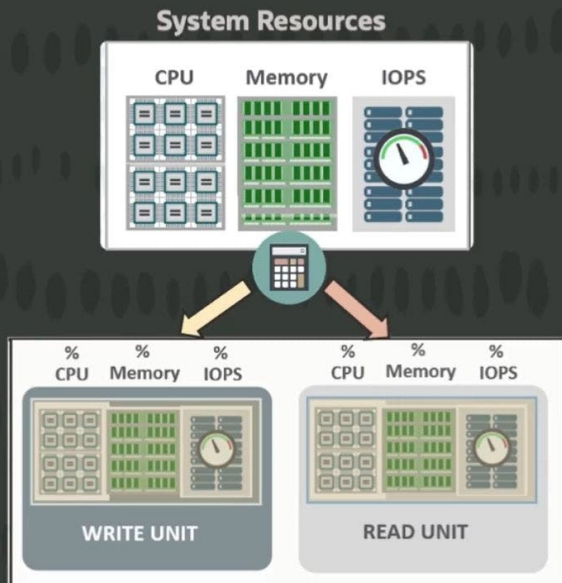 System Resources
CPU Memory IOPS
% % % % % %
CPU Memory IOPS CPU Memory IOPS
WRITE UNIT READ UNIT